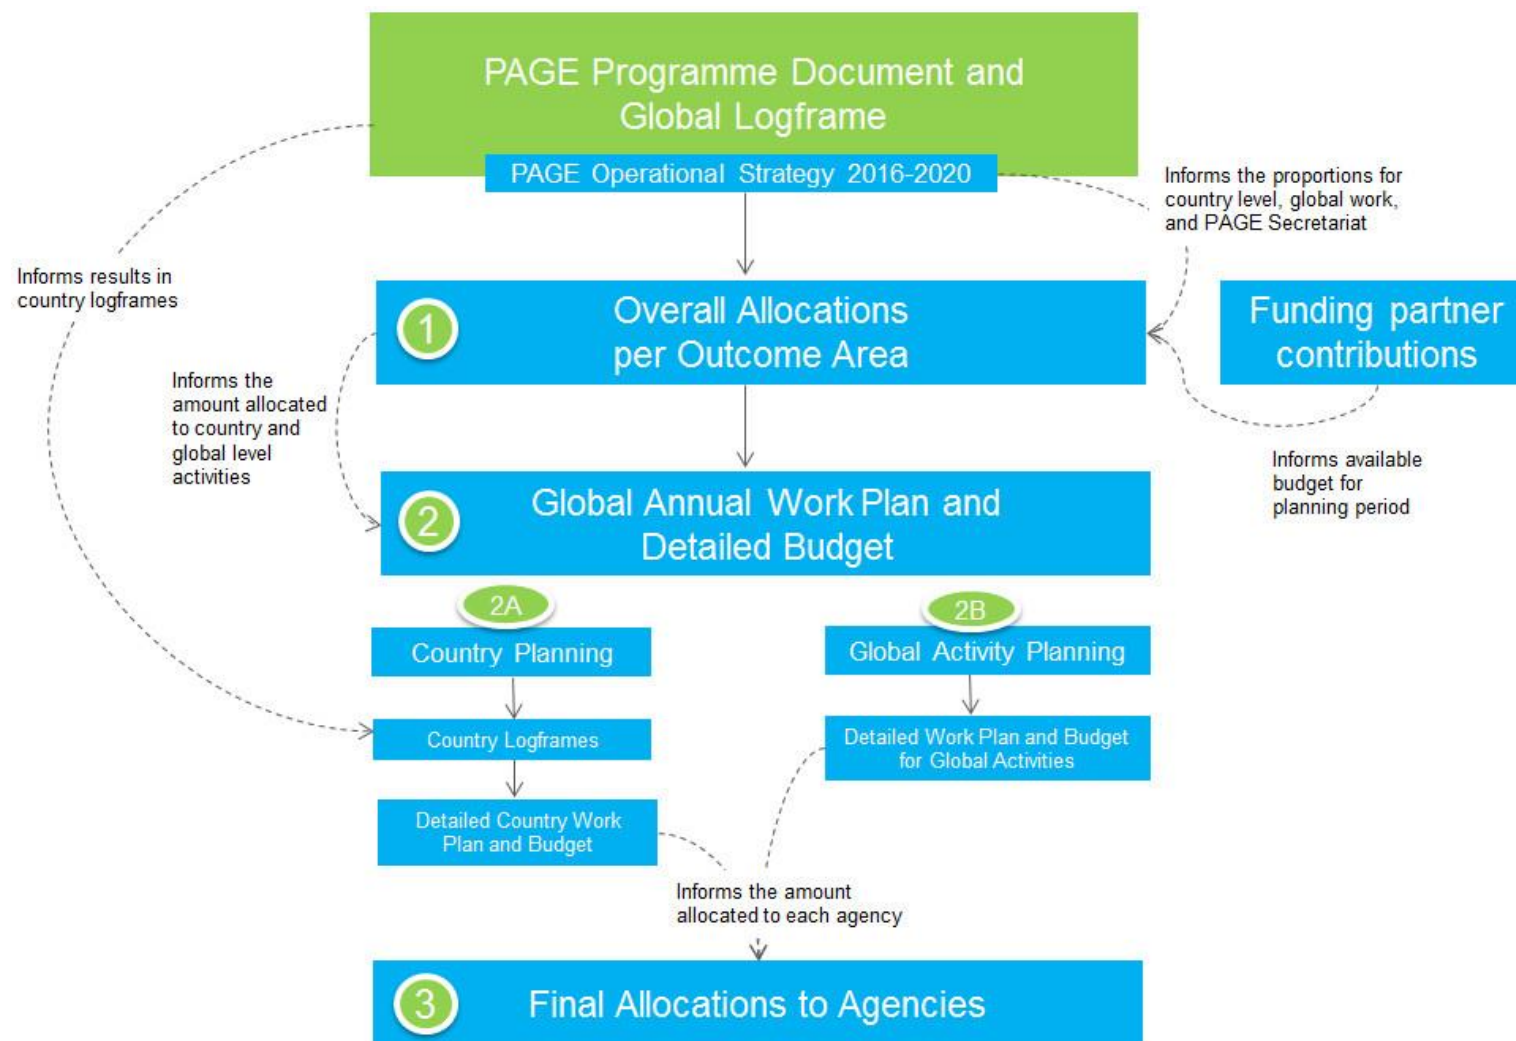 PAGE Programme Document and
Global Logframe
PAGE Operational Strategy 2016-2020
Informs the proportions for
country level, global work,
and PAGE Secretariat
Informs results in
country logframes
1
Overall Allocations
per Outcome Area
Funding partner
contributions
Informs the
amount allocated
to country and
global level
activities
Informs available
budget for
planning period
2
Global Annual Work Plan and
Detailed Budget
2A
Country Planning
Country Logframes
Detailed Country Work
Plan and Budget
2B
Global Activity Planning
Detailed Work Plan and Budget
for Global Activities
Informs the amount
allocated to each agency
3
Final Allocations to Agencies